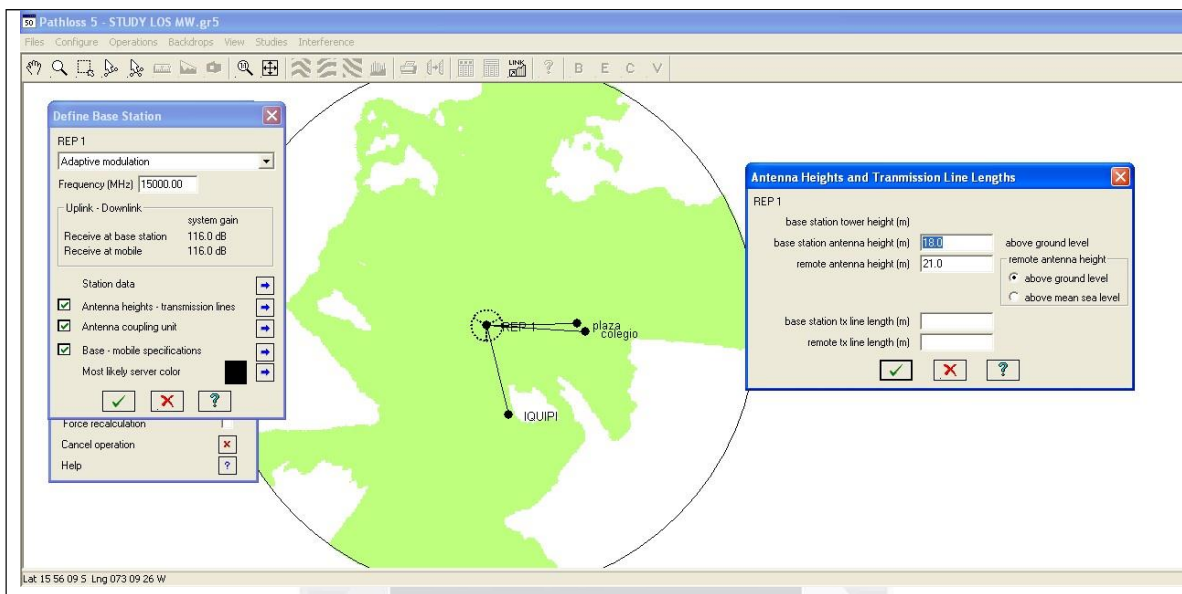 50 Pathloss 5 - STUDY LOS MW.gr5
Files Configure Operations Backdrops View Studies Interference
LINK ? B E C V
Define Base Station
REP 1
Adaptive modulation
Frequency (MHz) 15000.00
Uplink - Downlink
system gain
Receive at base station 116.0 dB
Receive at mobile 116.0 dB
Station data
Antenna heights - transmission lines
Antenna coupling unit
Base - mobile specifications
Most likely server color
?
Force recalculation
Cancel operation
Help ?
REP 1
plaza
colegio
IQUIPI
Antenna Heights and Tranmission Line Lengths
REP 1
base station tower height (m)
base station antenna height (m) 18.0 above ground level
remote antenna height (m) 21.0
remote antenna height
above ground level
above mean sea level
base station tx line length (m)
remote tx line length (m)
?
Lat 15 56 09 S Lng 073 09 26 W